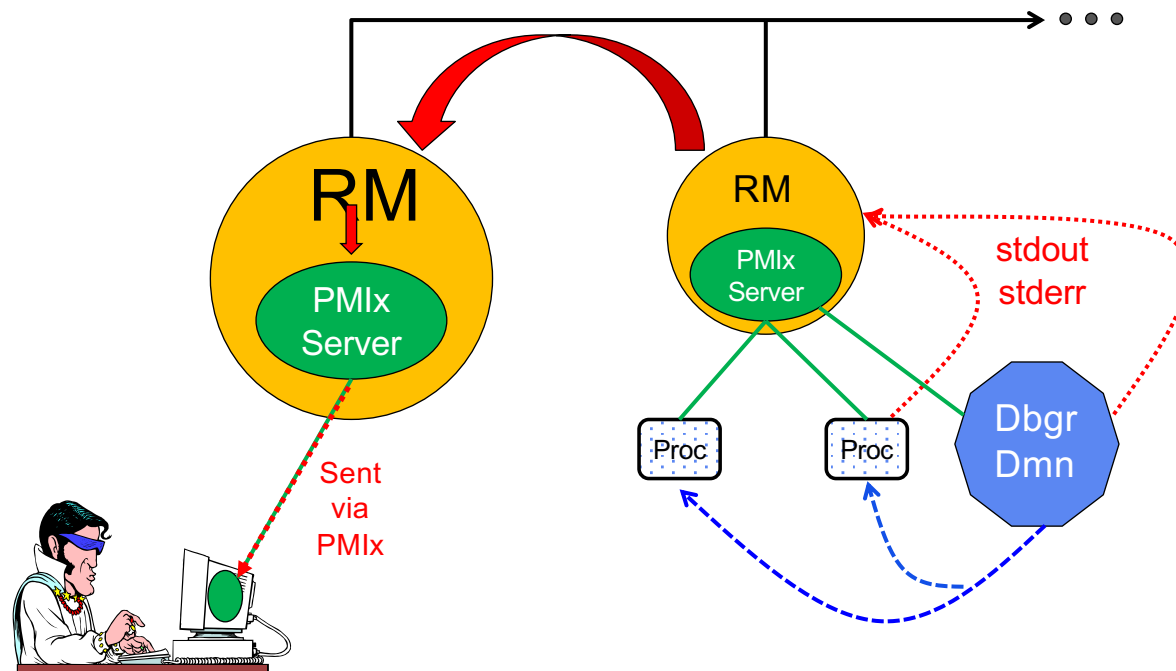 RM
PMIx
Server
Sent
via
PMIx
RM
PMIx
Server
stdout
stderr
Proc
Proc
Dbgr
Dmn